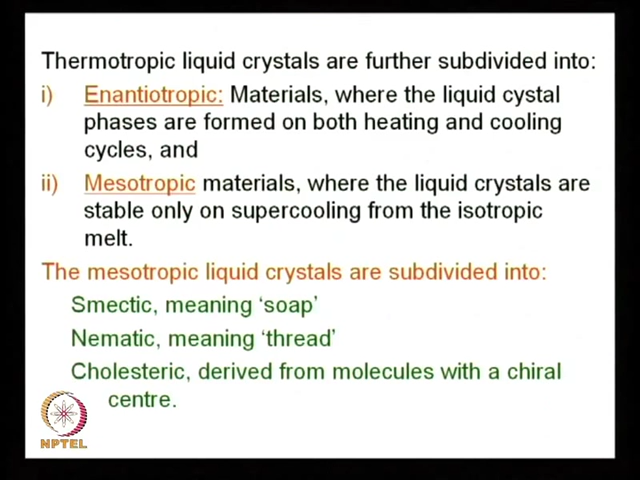 Thermotropic liquid crystals are further subdivided into:
i) Enantiotropic: Materials, where the liquid cystal
phases are formed on both heating and cooling
cycles, and
ii) Mesotropic materials, where the liquid crystals are
stable only on supercooling from the isotropic
melt.
The mesotropic liquid crystals are subdivided into:
Smectic, meaning 'soap'
Nematic, meaning 'thread'
Cholesteric, derived from molecules with a chiral
centre.
NPTEL